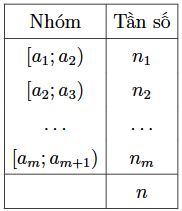 Nhóm Tần số
[a₁; a₂) n₁
[a₂; a₃) n₂
... ...
[aₘ; aₘ₊₁) nₘ
n